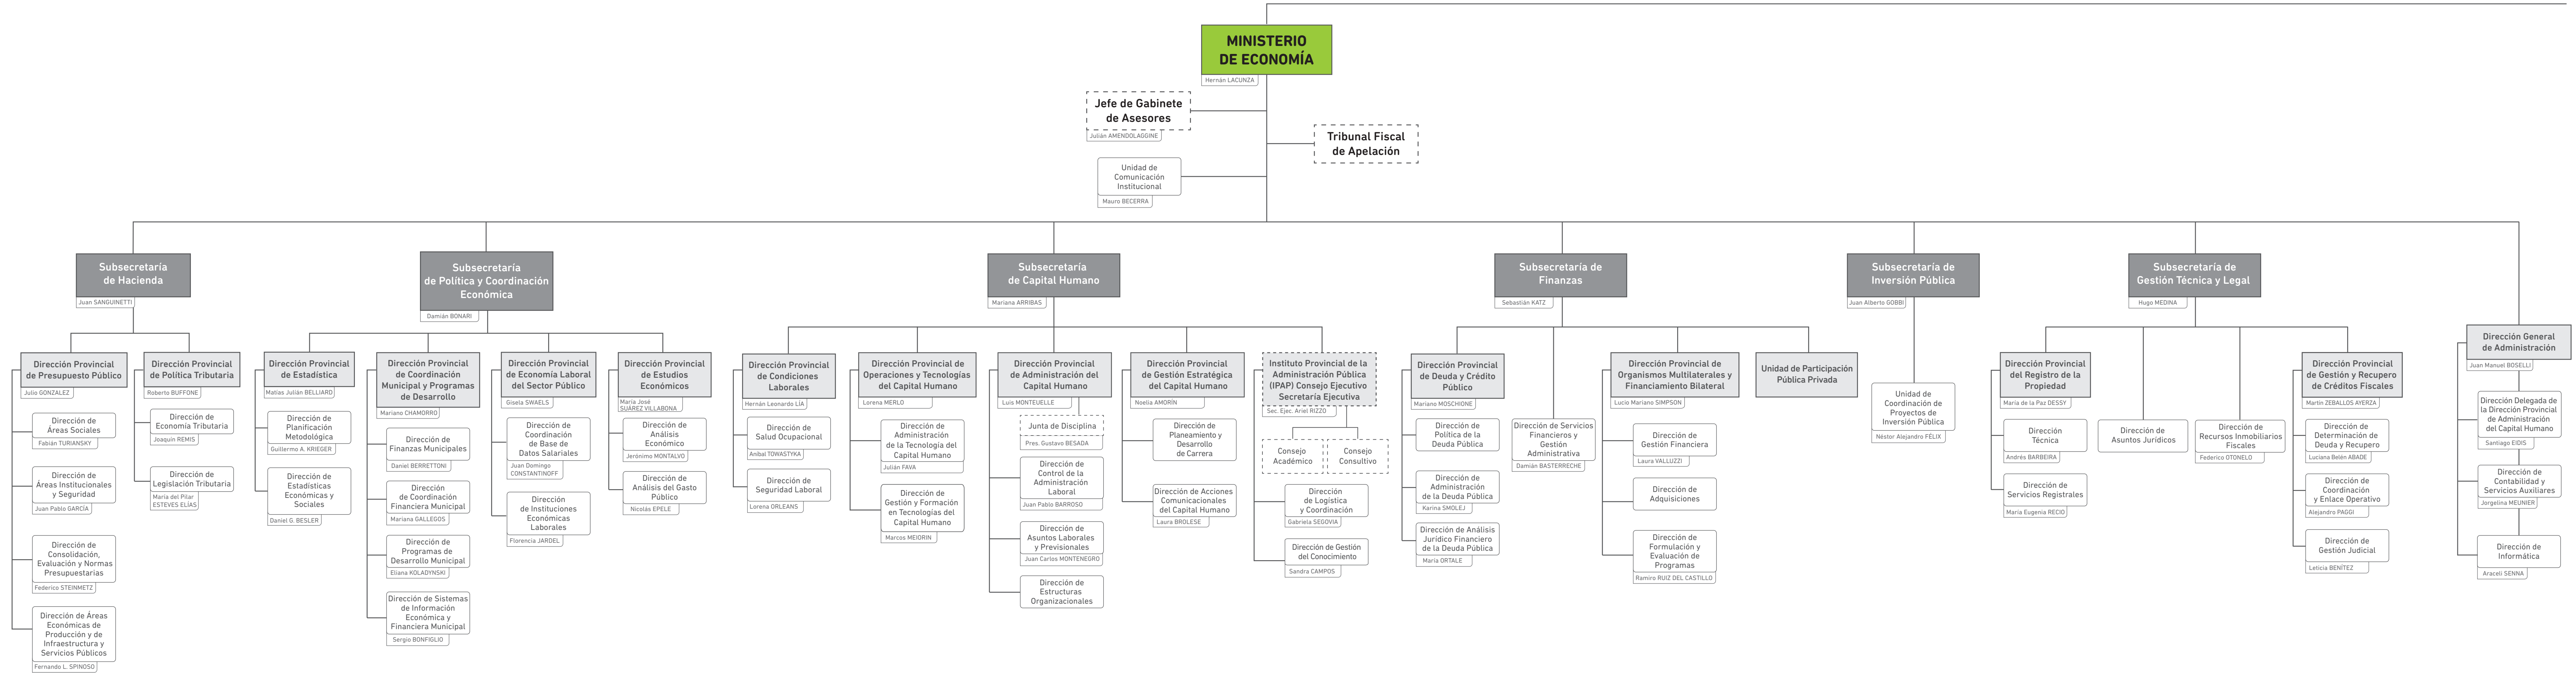 MINISTERIO
DE ECONOMÍA
Hernán LACUNZA
Jefe de Gabinete
de Asesores
Julián AMENDOLAGGINE
Tribunal Fiscal
de Apelación
Unidad de
Comunicación
Institucional
Mauro BECERRA
Subsecretaría
de Hacienda
Juan SANGUINETTI
Dirección Provincial
de Presupuesto Público
Julio GONZALEZ
Dirección de
Áreas Sociales
Fabián TURIANSKY
Dirección de
Áreas Institucionales
y Seguridad
Juan Pablo GARCÍA
Dirección de
Consolidación,
Evaluación y Normas
Presupuestarias
Federico STEINMETZ
Dirección de Áreas
Económicas de
Producción y de
Infraestructura y
Servicios Públicos
Fernando L. SPINOSO
Dirección Provincial
de Política Tributaria
Roberto BUFFONE
Dirección de
Economía Tributaria
Joaquin REMIS
Dirección de
Legislación Tributaria
María del Pilar
ESTEVES ELÍAS
Subsecretaría
de Política y Coordinación
Económica
Damián BONARI
Dirección Provincial
de Estadística
Matías Julián BELLIARD
Dirección de
Planificación
Metodológica
Guillermo A. KRIEGER
Dirección de
Estadísticas
Económicas y
Sociales
Daniel G. BESLER
Dirección Provincial
de Coordinación
Municipal y Programas
de Desarrollo
Mariano CHAMORRO
Dirección de
Finanzas Municipales
Daniel BERRETTONI
Dirección
de Coordinación
Financiera Municipal
Mariana GALLEGOS
Dirección de
Programas de
Desarrollo Municipal
Eliana KOLADYNSKI
Dirección de Sistemas
de Información
Económica y
Financiera Municipal
Sergio BONFIGLIO
Dirección Provincial
de Economía Laboral
del Sector Público
Gisela SWAELS
Dirección de
Coordinación
de Base de
Datos Salariales
Juan Domingo
CONSTANTINOFF
Dirección
de Instituciones
Económicas
Laborales
Florencia JARDEL
Dirección Provincial
de Estudios
Económicos
María José
SUÁREZ VILLABONA
Dirección de
Análisis
Económico
Jerónimo MONTALVO
Dirección de
Análisis del Gasto
Público
Nicolás EPELE
Subsecretaría
de Capital Humano
Mariana ARRIBAS
Dirección Provincial
de Condiciones
Laborales
Hernán Leonardo LÍA
Dirección de
Salud Ocupacional
Aníbal TOWASTYKA
Dirección de
Seguridad Laboral
Lorena ORLEANS
Dirección Provincial de
Operaciones y Tecnologías
del Capital Humano
Lorena MERLO
Dirección de
Administración
de la Tecnología del
Capital Humano
Julián FAVA
Dirección de
Gestión y Formación
en Tecnologías del
Capital Humano
Marcos MEIORIN
Dirección Provincial
de Administración del
Capital Humano
Luis MONTEUELLE
Junta de Disciplina
Pres. Gustavo BESADA
Dirección de
Control de la
Administración
Laboral
Juan Pablo BARROSO
Dirección de
Asuntos Laborales
y Previsionales
Juan Carlos MONTENEGRO
Dirección de
Estructuras
Organizacionales
Dirección Provincial
de Gestión Estratégica
del Capital Humano
Noelia AMORÍN
Dirección de
Planeamiento y
Desarrollo
de Carrera
Dirección de Acciones
Comunicacionales
del Capital Humano
Laura BROLESE
Instituto Provincial de la
Administración Pública
(IPAP) Consejo Ejecutivo
Secretaría Ejecutiva
Sec. Ejec. Ariel RIZZO
Consejo
Académico
Consejo
Consultivo
Dirección
de Logística
y Coordinación
Gabriela SEGOVIA
Dirección de Gestión
del Conocimiento
Sandra CAMPOS
Subsecretaría de
Finanzas
Sebastián KATZ
Dirección Provincial
de Deuda y Crédito
Público
Mariano MOSCHIONE
Dirección de
Política de la
Deuda Pública
Dirección de
Administración
de la Deuda Pública
Karina SMOLEJ
Dirección de Análisis
Jurídico Financiero
de la Deuda Pública
María ORTALE
Dirección de Servicios
Financieros y
Gestión
Administrativa
Damián BASTERRECHE
Dirección Provincial de
Organismos Multilaterales y
Financiamiento Bilateral
Lucio Mariano SIMPSON
Dirección de
Gestión Financiera
Laura VALLUZZI
Dirección de
Adquisiciones
Dirección de
Formulación y
Evaluación de
Programas
Ramiro RUIZ DEL CASTILLO
Unidad de Participación
Pública Privada
Subsecretaría de
Inversión Pública
Juan Alberto GOBBI
Unidad de
Coordinación de
Proyectos de
Inversión Pública
Néstor Alejandro FÉLIX
Subsecretaría de
Gestión Técnica y Legal
Hugo MEDINA
Dirección Provincial
del Registro de la
Propiedad
María de la Paz DESSY
Dirección
Técnica
Andrés BARBEIRA
Dirección de
Servicios Registrales
María Eugenia RECIO
Dirección de
Asuntos Jurídicos
Dirección de
Recursos Inmobiliarios
Fiscales
Federico OTONELO
Dirección Provincial
de Gestión y Recupero
de Créditos Fiscales
Martín ZEBALLOS AYERZA
Dirección de
Determinación de
Deuda y Recupero
Luciana Belén ABADE
Dirección de
Coordinación
y Enlace Operativo
Alejandro PAGGI
Dirección de
Gestión Judicial
Leticia BENÍTEZ
Dirección General
de Administración
Juan Manuel BOSELLI
Dirección Delegada de
la Dirección Provincial
de Administración
del Capital Humano
Santiago EIDIS
Dirección de
Contabilidad y
Servicios Auxiliares
Jorgelina MEUNIER
Dirección de
Informática
Araceli SENNA